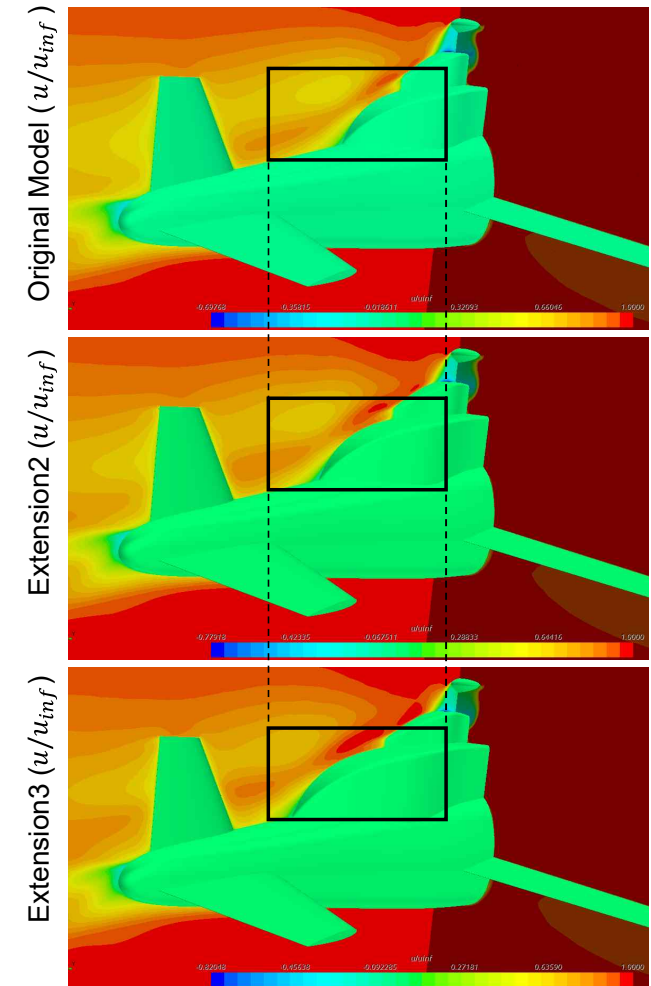 Original Model (u/u_inf)
u/uinf
-0.69768 -0.35815 -0.018611 0.32093 0.66046 1.0000
Extension2 (u/u_inf)
u/uinf
-0.77918 -0.42335 -0.067511 0.28833 0.64416 1.0000
Extension3 (u/u_inf)
u/uinf
-0.82048 -0.45638 -0.092285 0.27181 0.63590 1.0000